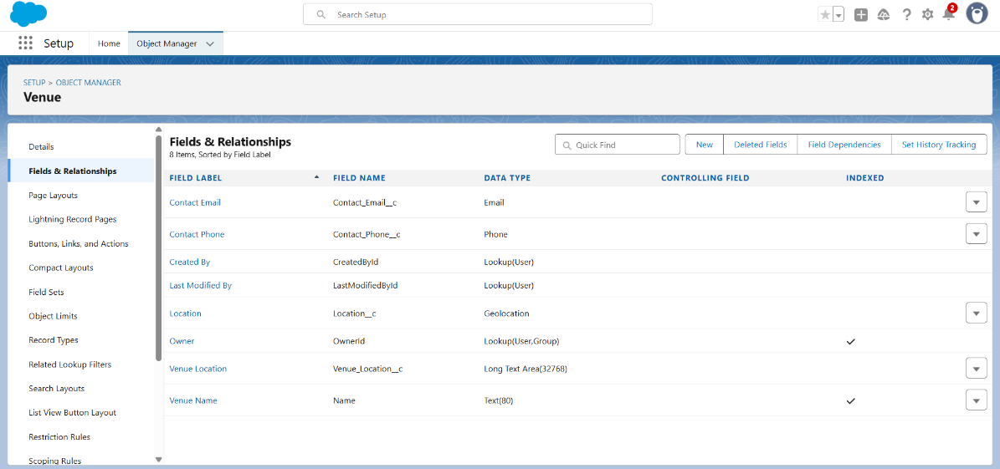 Search Setup
2
Setup
Home
Object Manager
SETUP > OBJECT MANAGER
Venue
Details
Fields & Relationships
Page Layouts
Lightning Record Pages
Buttons, Links, and Actions
Compact Layouts
Field Sets
Object Limits
Record Types
Related Lookup Filters
Search Layouts
List View Button Layout
Restriction Rules
Scoping Rules
Fields & Relationships
8 Items, Sorted by Field Label
Quick Find
New
Deleted Fields
Field Dependencies
Set History Tracking
FIELD LABEL FIELD NAME DATA TYPE CONTROLLING FIELD INDEXED
Contact Email Contact_Email__c Email
Contact Phone Contact_Phone__c Phone
Created By CreatedById Lookup(User)
Last Modified By LastModifiedById Lookup(User)
Location Location__c Geolocation
Owner OwnerId Lookup(User,Group)
Venue Location Venue_Location__c Long Text Area(32768)
Venue Name Name Text(80)